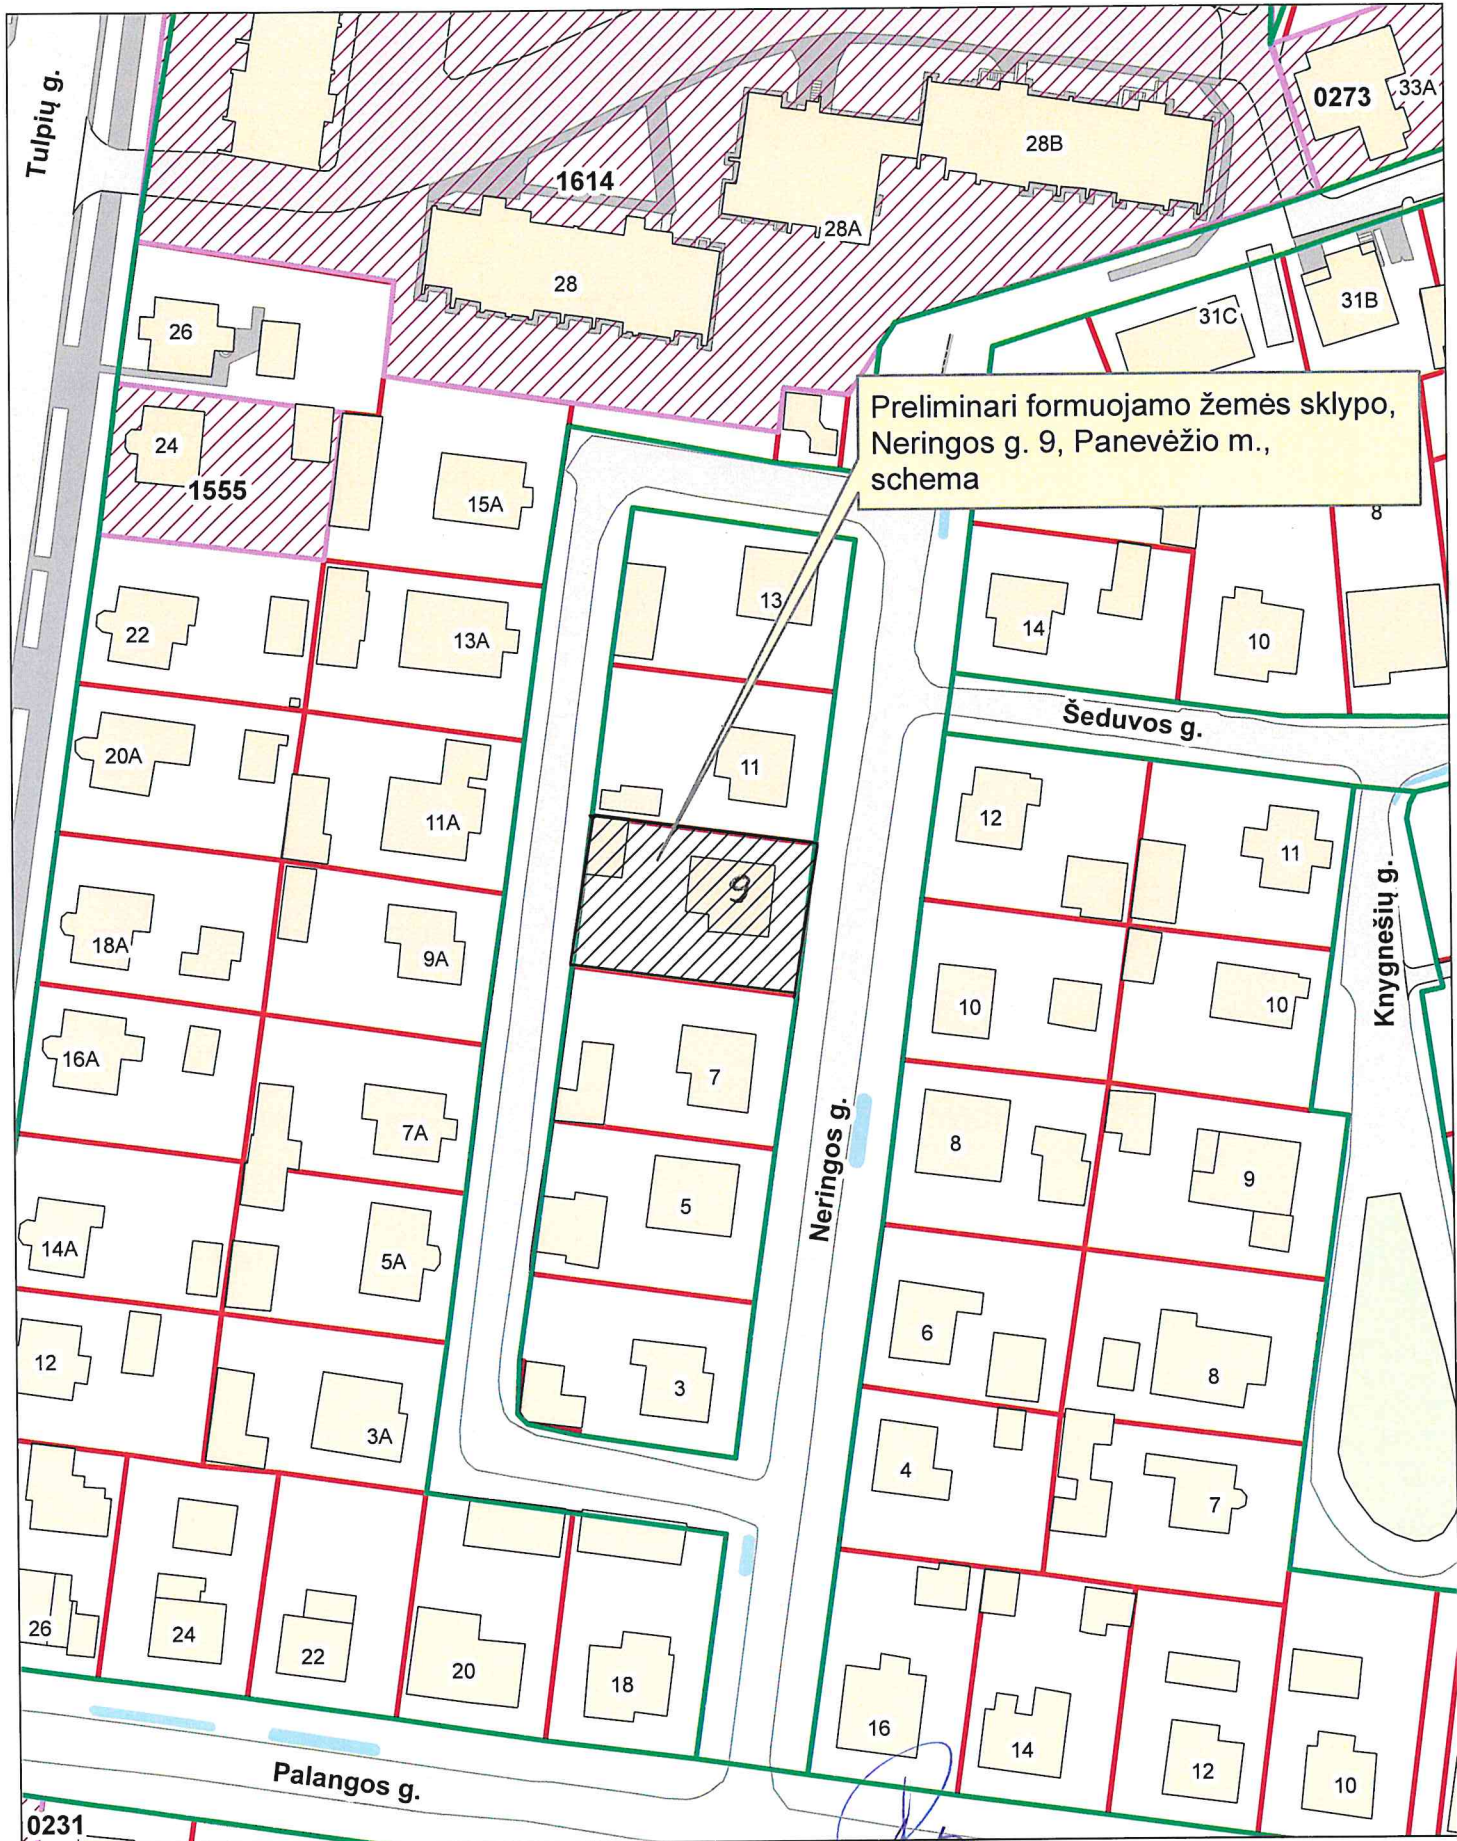 Tulpių g.
0273
33A
28B
1614
28A
28
31B
31C
26
Preliminari formuojamo žemės sklypo,
Neringos g. 9, Panevėžio m.,
schema
24
1555
15A
8
13
22
13A
14
10
Šeduvos g.
20A
11
11A
12
11
9
18A
9A
10
10
Knygnešių g.
16A
7
7A
8
Neringos g.
5
9
14A
5A
6
12
3
8
3A
4
7
26
24
22
20
18
16
14
12
10
Palangos g.
0231